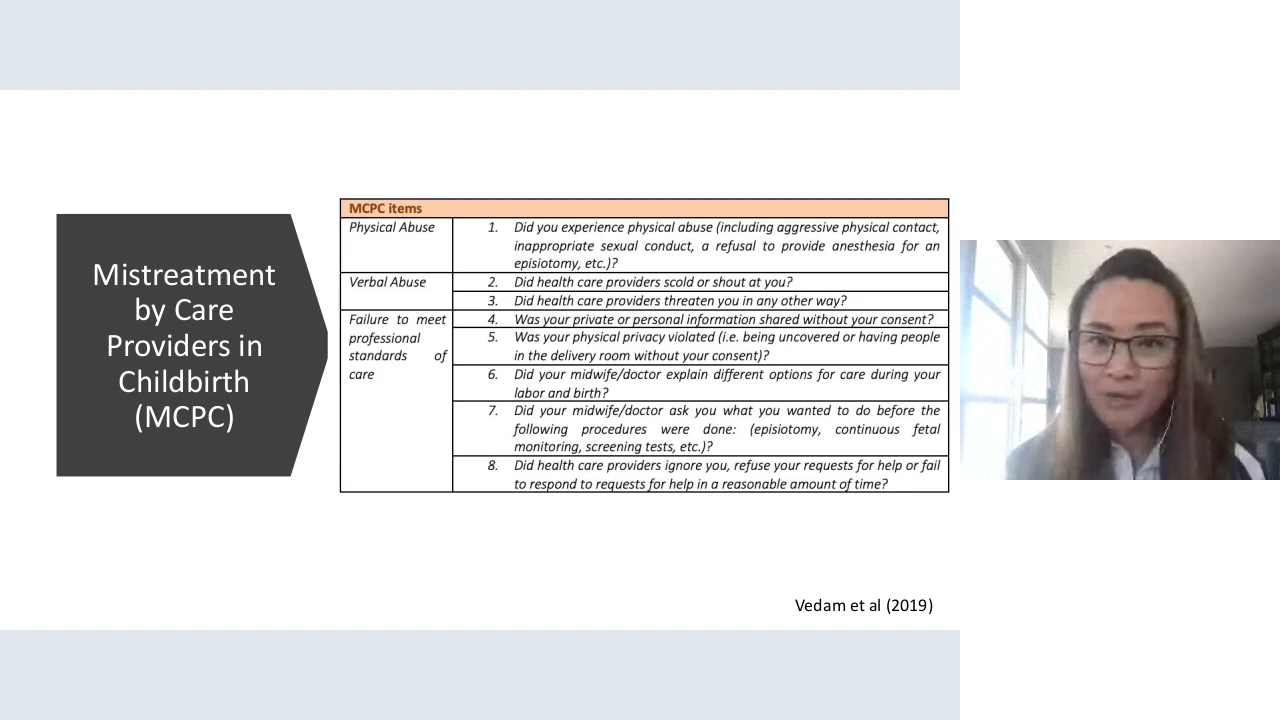 Mistreatment
by Care
Providers in
Childbirth
(MCPC)
MCPC items
Physical Abuse
1. Did you experience physical abuse (including aggressive physical contact,
inappropriate sexual conduct, a refusal to provide anesthesia for an
episiotomy, etc.)?
Verbal Abuse
2. Did health care providers scold or shout at you?
3. Did health care providers threaten you in any other way?
Failure to meet
professional
standards of
care
4. Was your private or personal information shared without your consent?
5. Was your physical privacy violated (i.e. being uncovered or having people
in the delivery room without your consent)?
6. Did your midwife/doctor explain different options for care during your
labor and birth?
7. Did your midwife/doctor ask you what you wanted to do before the
following procedures were done: (episiotomy, continuous fetal
monitoring, screening tests, etc.)?
8. Did health care providers ignore you, refuse your requests for help or fail
to respond to requests for help in a reasonable amount of time?
Vedam et al (2019)